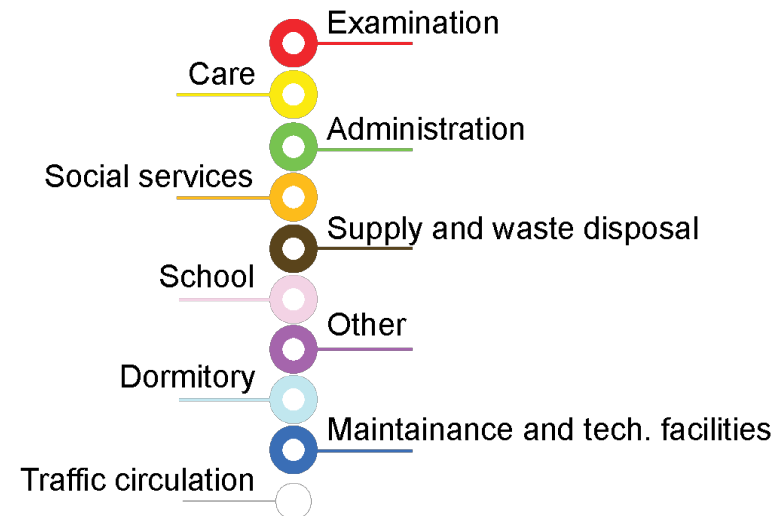 Examination
Care
Administration
Social services
Supply and waste disposal
School
Other
Dormitory
Maintainance and tech. facilities
Traffic circulation